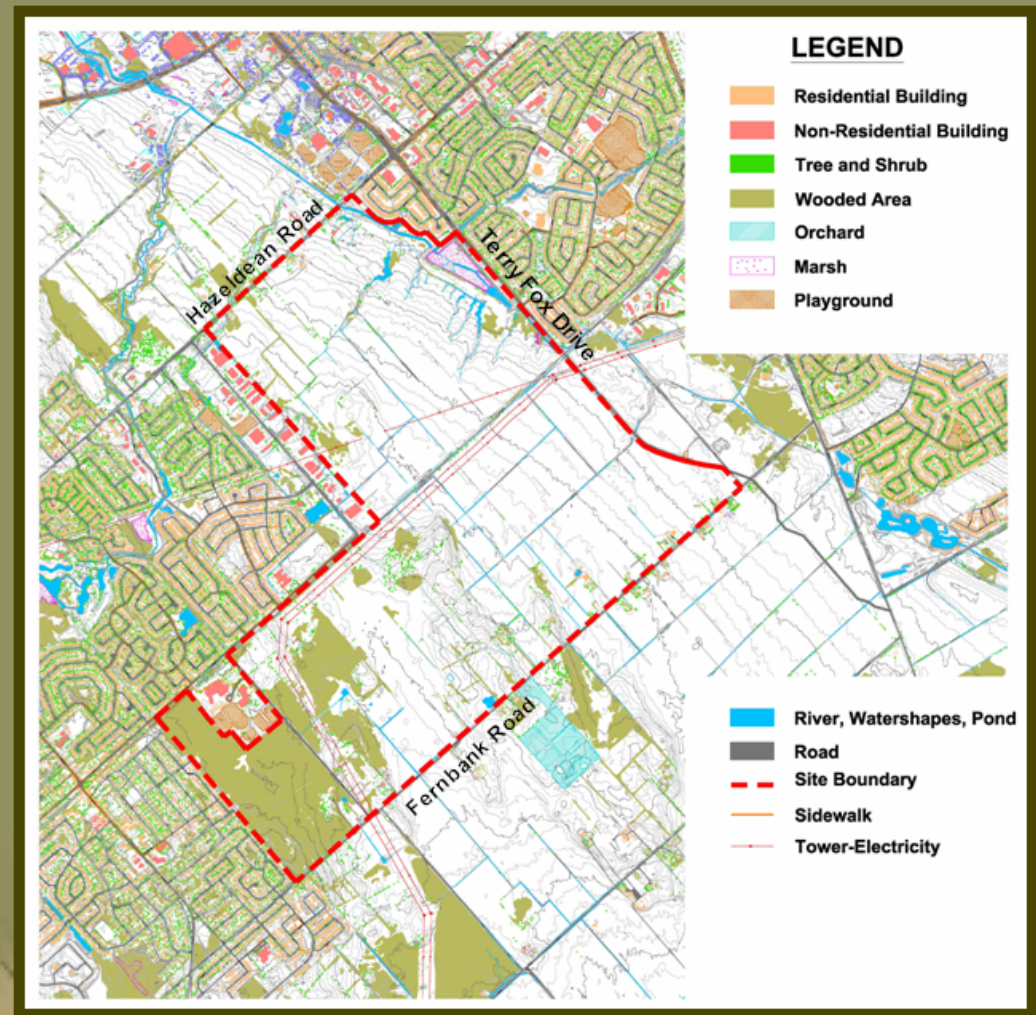 LEGEND
Residential Building
Non-Residential Building
Tree and Shrub
Wooded Area
Orchard
Marsh
Playground
Hazeldean Road
Terry Fox Drive
Fernbank Road
River, Watershapes, Pond
Road
Site Boundary
Sidewalk
Tower-Electricity